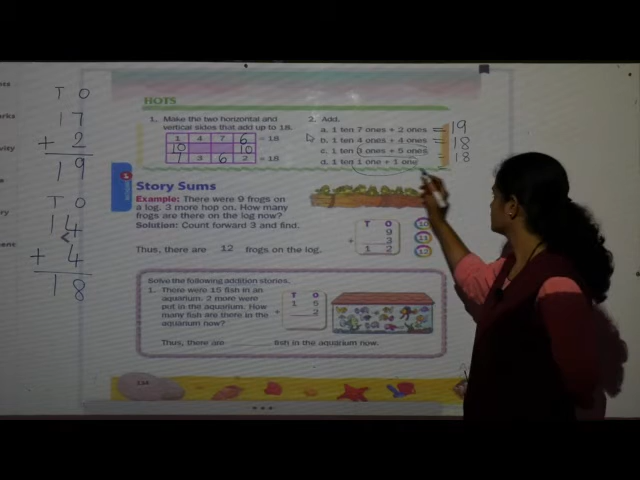 T O
1 7
+ 2
1 9
T O
1 4
+ 4
1 8
HOTS
1. Make the two horizontal and
vertical sides that add up to 18.
1 4 7 6 = 18
10 10
7 3 6 2 = 18
2. Add.
a. 1 ten 7 ones + 2 ones = 19
b. 1 ten 4 ones + 4 ones = 18
c. 1 ten 3 ones + 5 ones = 18
d. 1 ten 1 one + 1 one =
Story Sums
Example: There were 9 frogs on
a log. 3 more hop on. How many
frogs are there on the log now?
Solution: Count forward 3 and find.
Thus, there are 12 frogs on the log.
T O
9
+ 3
1 2
10
11
12
Solve the following addition stories.
1. There were 15 fish in an
aquarium. 2 more were
put in the aquarium. How
many fish are there in the
aquarium now?
T O
1 5
+ 2
Thus, there are fish in the aquarium now.
134